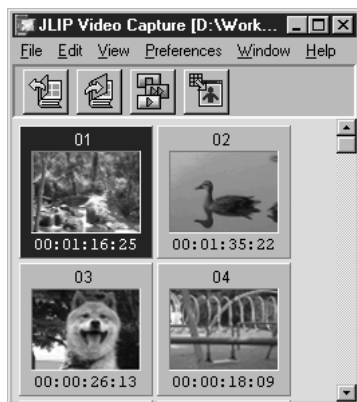 JLIP Video Capture [D:\Work...
File Edit View Preferences Window Help
01 02
00:01:16:25 00:01:35:22
03 04
00:00:26:13 00:00:18:09